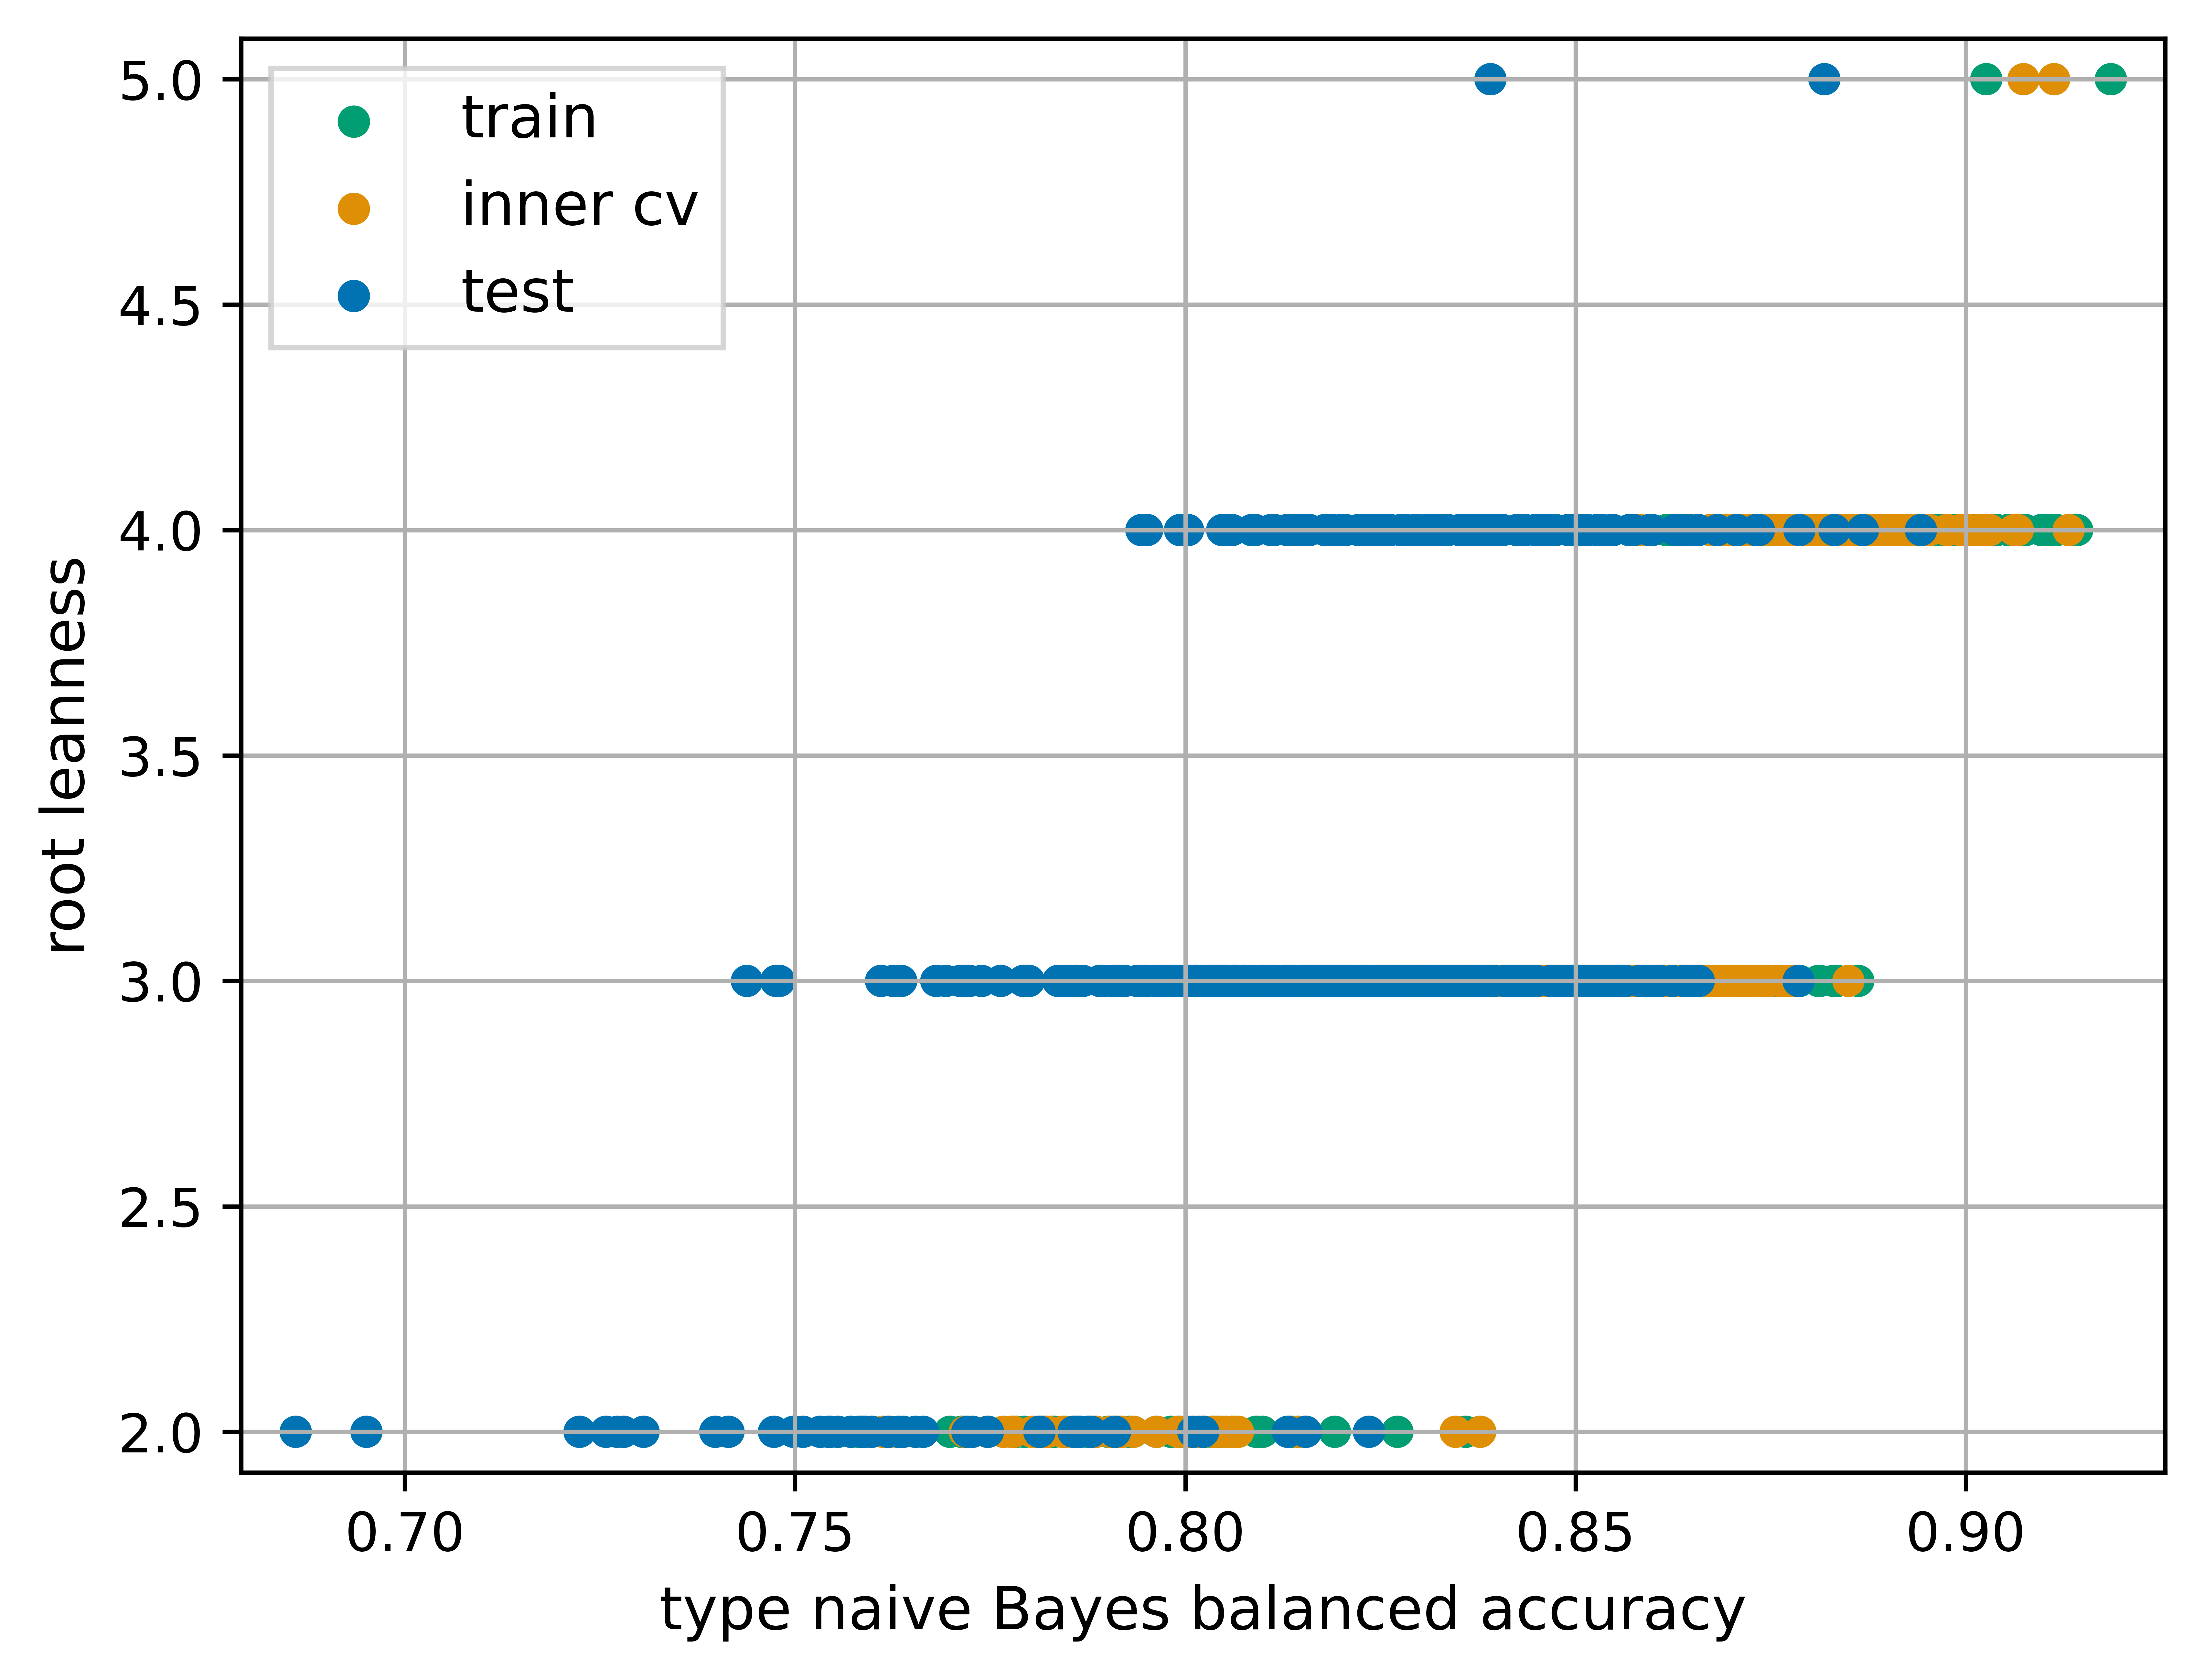 5.0
4.5
4.0
3.5
3.0
2.5
2.0
root leanness
train
inner cv
test
0.70 0.75 0.80 0.85 0.90
type naive Bayes balanced accuracy